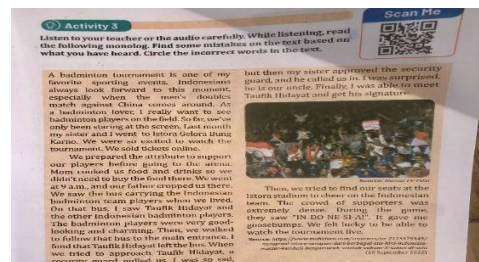 Activity 3
Scan Me
Listen to your teacher or the audio carefully. While listening, read
the following monolog. Find some mistakes on the text based on
what you have heard. Circle the incorrect words in the text.
A badminton tournament is one of my
favorite sporting events. Indonesians
always look forward to this moment,
especially when the men's doubles
match against China comes around. As
a badminton lover, I really want to see
badminton players on the field. So far, we've
only been staring at the screen. Last month
my sister and I went to Istora Gelora Bung
Karno. We were so excited to watch the
tournament. We sold tickets online.
We prepared the attribute to support
our players before going to the arena.
Mom cooked us food and drinks so we
didn't need to buy the food there. We went
at 9 a.m., and our father cropped us there.
We saw the bus carrying the Indonesian
badminton team players when we lived.
On that bus, I saw Taufik Hidayat and
the other Indonesian badminton players.
The badminton players were very good-
looking and charming. Then, we walked
to follow that bus to the main entrance. I
fond that Taufik Hidayat left the bus. When
we tried to approach Taufik Hidayat, a
security guard pulled us. I was so sad,
but then my sister approved the security
guard, and he called us in. I was surprised,
he is our uncle. Finally, I was able to meet
Taufik Hidayat and get his signature.
Then, we tried to find our seats at the
Istora stadium to cheer on the Indonesian
team. The crowd of supporters was
extremely dense. During the game,
they saw "IN-DO-NE-SI-A!". It gave me
goosebumps. We felt lucky to be able to
watch the tournament live.